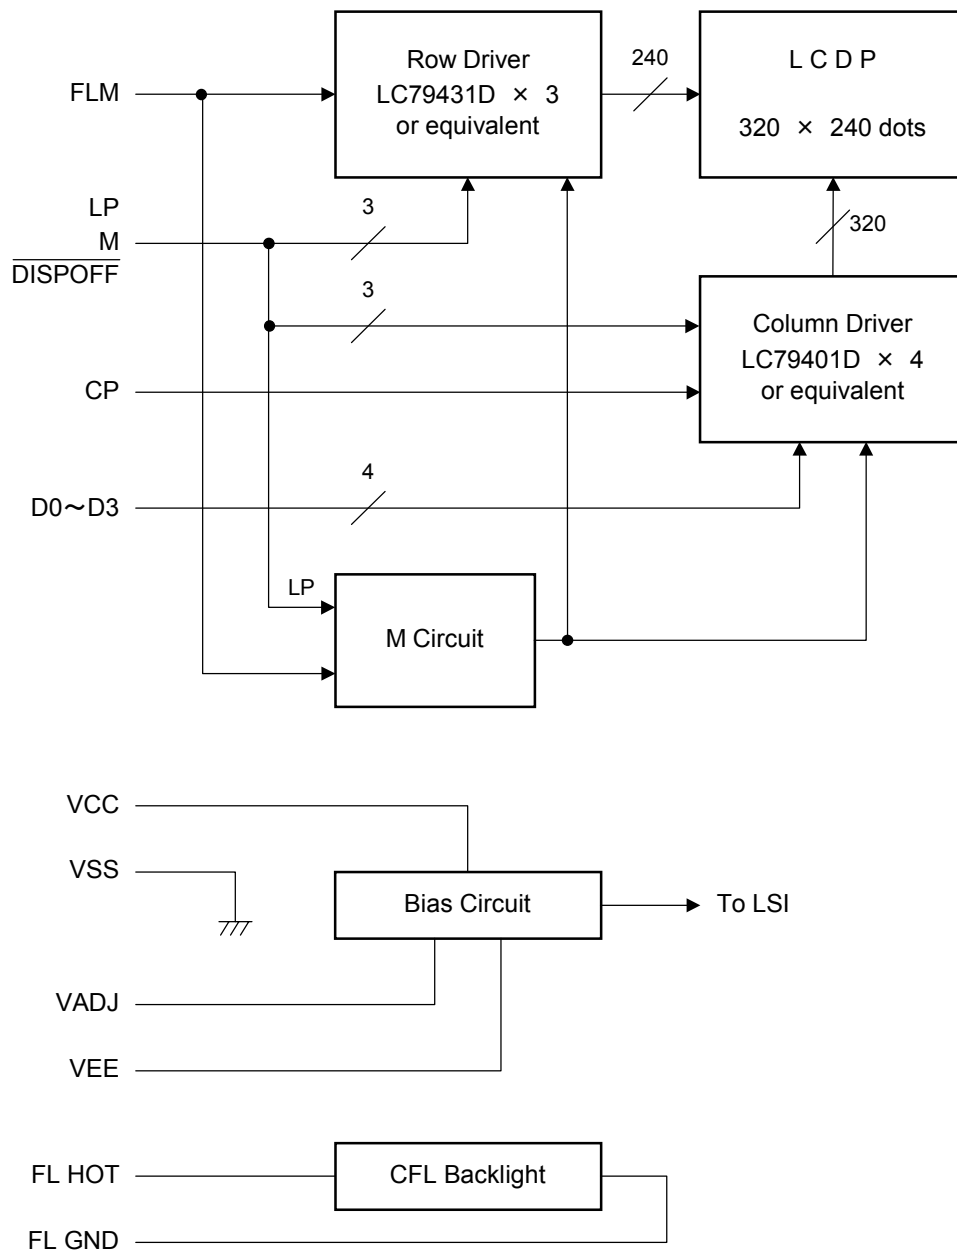 FLM
Row Driver
LC79431D × 3
or equivalent
240
L C D P
320 × 240 dots
LP
M
DISPOFF
3
3
320
Column Driver
LC79401D × 4
or equivalent
CP
D0～D3
4
LP
M Circuit
VCC
VSS
Bias Circuit
To LSI
VADJ
VEE
FL HOT
CFL Backlight
FL GND